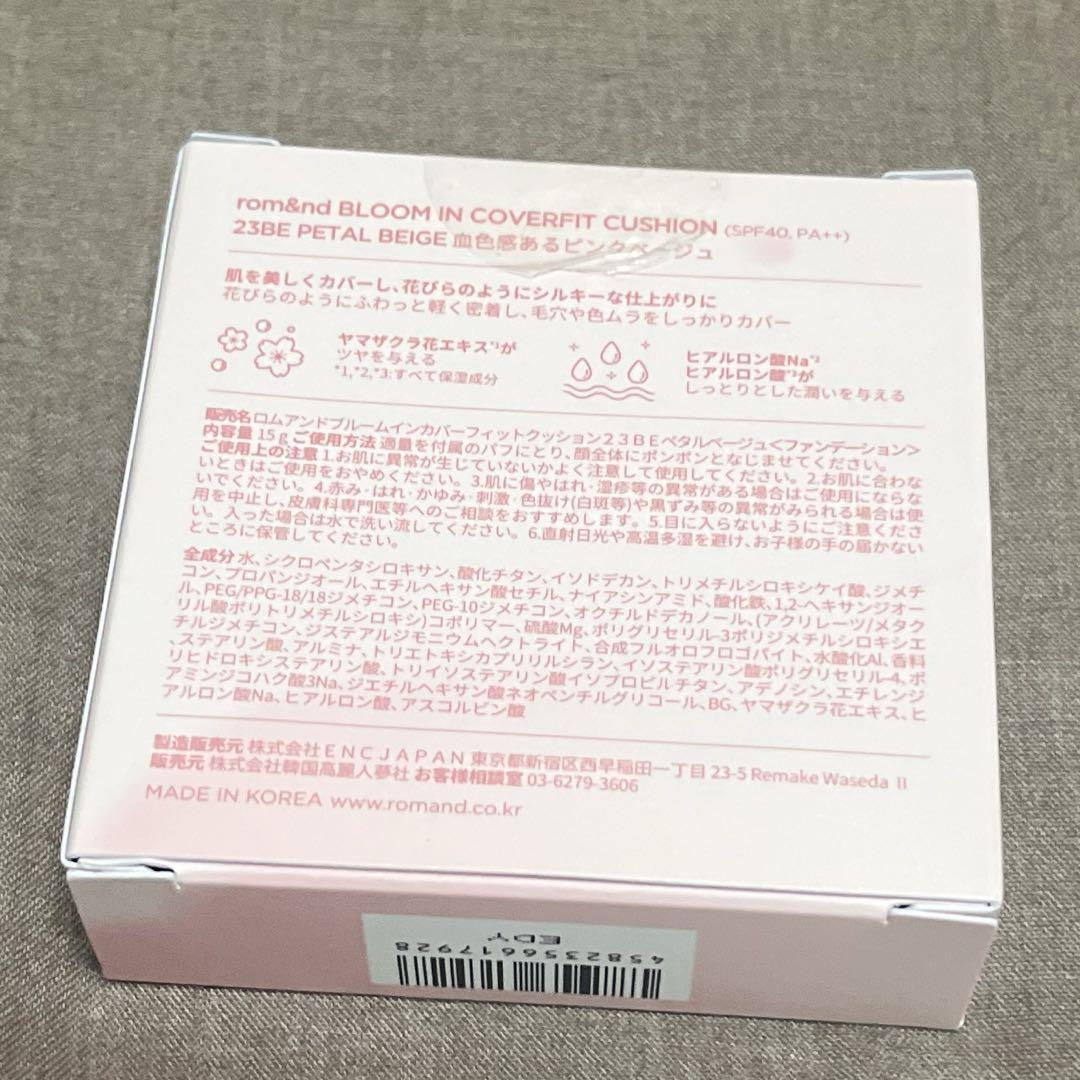 rom&nd BLOOM IN COVERFIT CUSHION (SPF40, PA++)
23BE PETAL BEIGE 血色感あるピンクベージュ
肌を美しくカバーし、花びらのようにシルキーな仕上がりに
花びらのようにふわっと軽く密着し、毛穴や色ムラをしっかりカバー
ヤマザクラ花エキス*1が
ツヤを与える
*1,*2,*3:すべて保湿成分
ヒアルロン酸Na*2
ヒアルロン酸*3が
しっとりとした潤いを与える
販売名 ロムアンドブルームインカバーフィットクッション23BEペタルベージュ<ファンデーション>
内容量 15g ご使用方法 適量を付属のパフにとり、顔全体にポンポンとなじませてください。
ご使用上の注意 1.お肌に異常が生じていないかよく注意して使用してください。2.お肌に合わな
いときはご使用をおやめください。3.肌に傷やはれ・湿疹等の異常がある場合はご使用にならな
いでください。4.赤み・はれ・かゆみ・刺激・色抜け(白斑等)や黒ずみ等の異常がみられる場合は使
用を中止し、皮膚科専門医等へのご相談をおすすめします。5.目に入らないようにご注意くださ
い。入った場合は水で洗い流してください。6.直射日光や高温多湿を避け、お子様の手の届かない
ところに保管してください。
全成分 水、シクロペンタシロキサン、酸化チタン、イソドデカン、トリメチルシロキシケイ酸、ジメチ
コン、プロパンジオール、エチルヘキサン酸セチル、ナイアシンアミド、酸化鉄、1,2-ヘキサンジオー
ル、PEG/PPG-18/18ジメチコン、PEG-10ジメチコン、オクチルドデカノール、(アクリレーツ/メタク
リル酸ポリトリメチルシロキシ)コポリマー、硫酸Mg、ポリグリセリル-3ポリジメチルシロキシエ
チルジメチコン、ジステアルジモニウムヘクトライト、合成フルオロフロゴパイト、水酸化Al、香料
、ステアリン酸、アルミナ、トリエトキシカプリリルシラン、イソステアリン酸ポリグリセリル-4、ポ
リヒドロキシステアリン酸、トリイソステアリン酸イソプロピルチタン、アデノシン、エチレンジ
アミンジコハク酸3Na、ジエチルヘキサン酸ネオペンチルグリコール、BG、ヤマザクラ花エキス、ヒ
アルロン酸Na、ヒアルロン酸、アスコルビン酸
製造販売元 株式会社ENCJAPAN 東京都新宿区西早稲田一丁目23-5 Remake Waseda Ⅱ
販売元 株式会社韓国高麗人蔘社 お客様相談室 03-6279-3606
MADE IN KOREA www.romand.co.kr
EDY
4582356617928